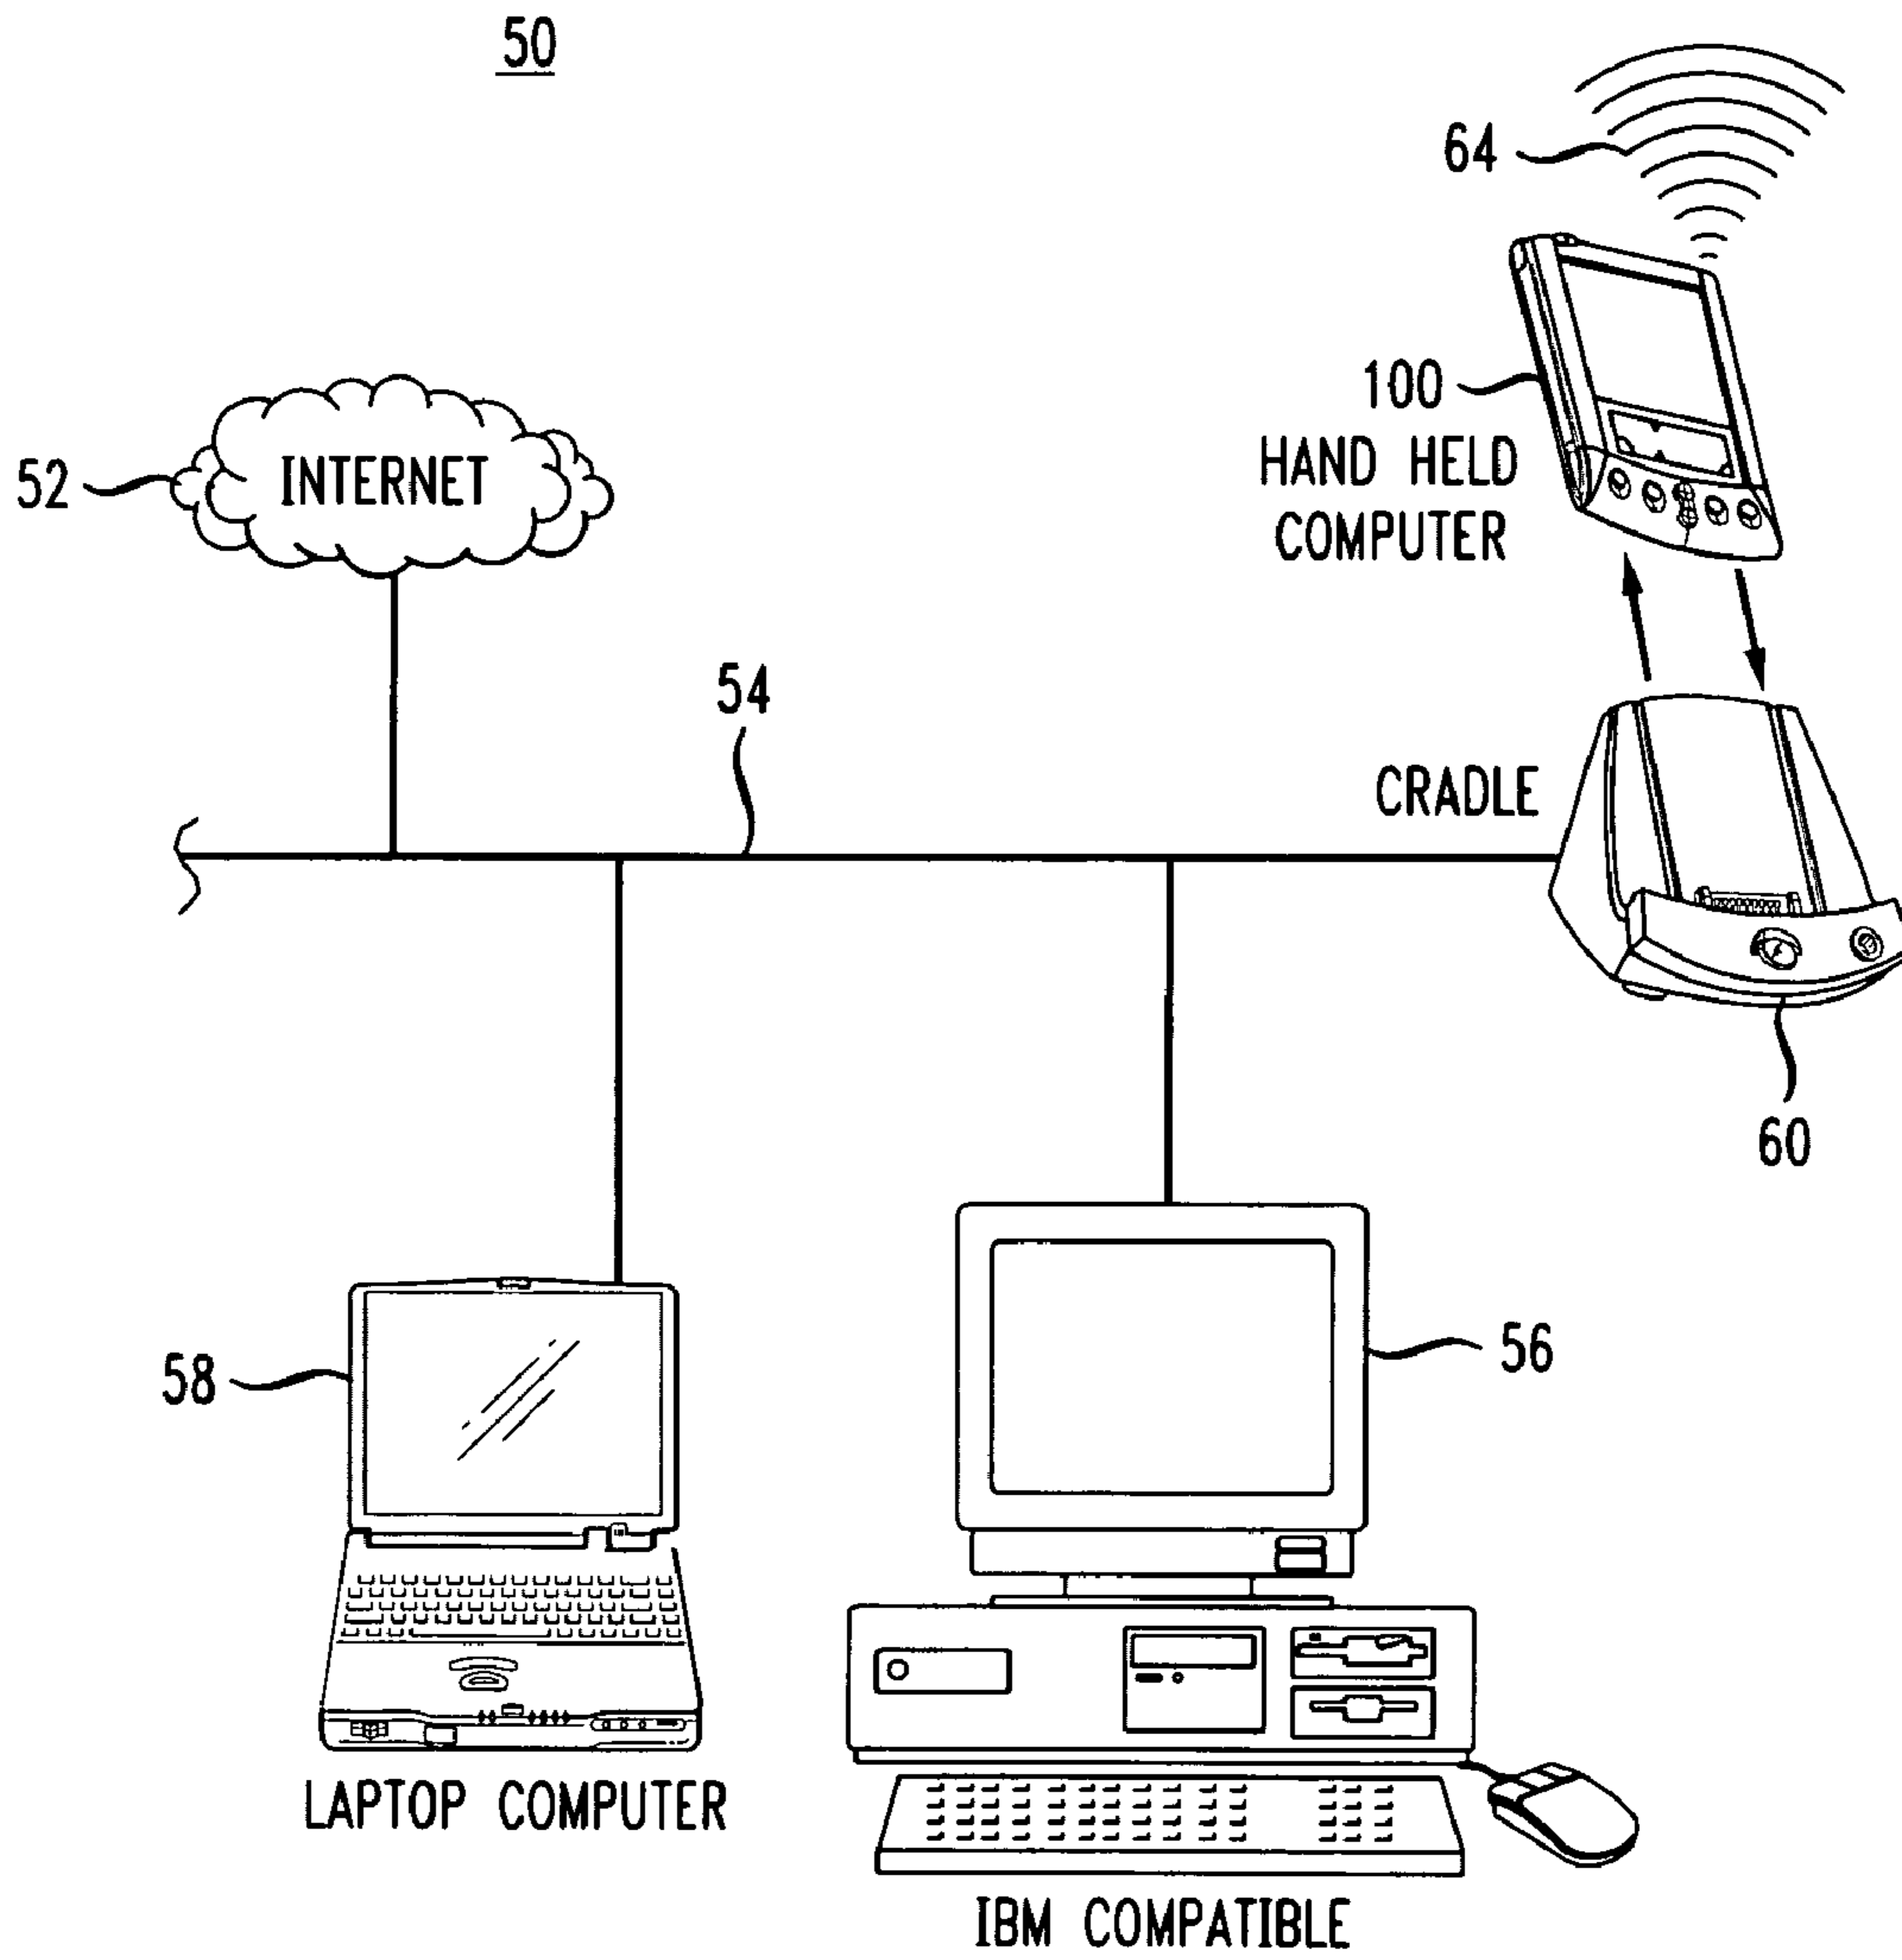 50
64
100
HAND HELD
COMPUTER
52
INTERNET
54
CRADLE
60
58
56
LAPTOP COMPUTER
IBM COMPATIBLE